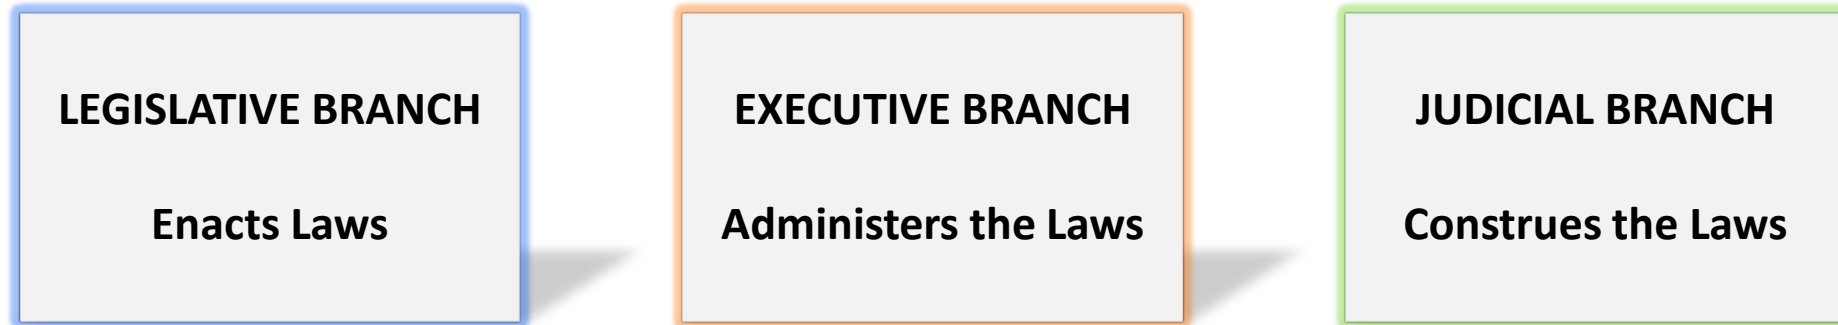 LEGISLATIVE BRANCH
Enacts Laws
EXECUTIVE BRANCH
Administers the Laws
JUDICIAL BRANCH
Construes the Laws